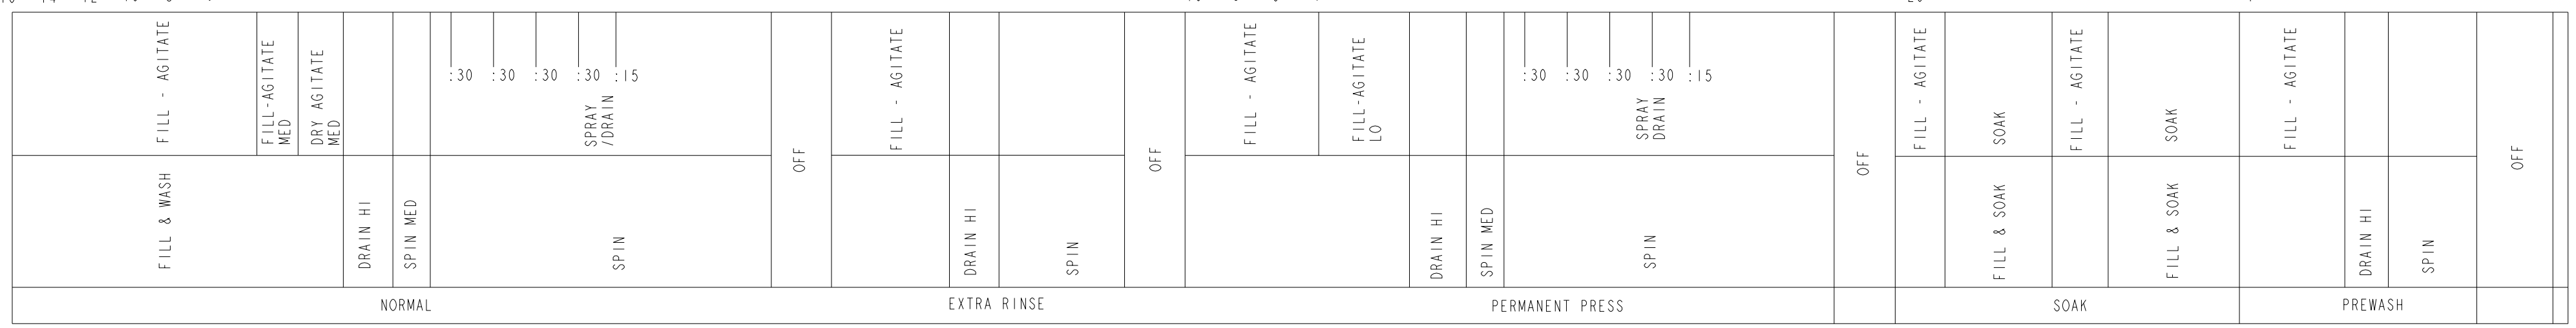 FILL - AGITATE
FILL-AGITATE
MED
DRY AGITATE
MED
:30
:30
:30
:30
:15
SPRAY
/DRAIN
OFF
FILL - AGITATE
OFF
FILL - AGITATE
FILL-AGITATE
LO
:30
:30
:30
:30
:15
SPRAY
DRAIN
OFF
FILL - AGITATE
SOAK
FILL - AGITATE
SOAK
FILL - AGITATE
OFF
FILL & WASH
DRAIN HI
SPIN MED
SPIN
DRAIN HI
SPIN
DRAIN HI
SPIN MED
SPIN
FILL & SOAK
FILL & SOAK
DRAIN HI
SPIN
NORMAL
EXTRA RINSE
PERMANENT PRESS
SOAK
PREWASH